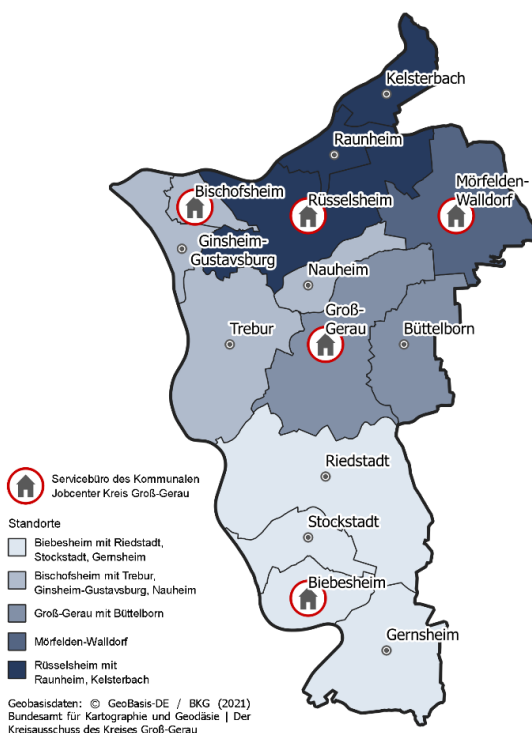 Kelsterbach
Raunheim
Bischofsheim
Rüsselsheim
Mörfelden-
Walldorf
Ginsheim-
Gustavsburg
Nauheim
Trebur
Groß-
Gerau
Büttelborn
Riedstadt
Stockstadt
Biebesheim
Gernsheim
Servicebüro des Kommunalen
Jobcenter Kreis Groß-Gerau
Standorte
Biebesheim mit Riedstadt,
Stockstadt, Gernsheim
Bischofsheim mit Trebur,
Ginsheim-Gustavsburg, Nauheim
Groß-Gerau mit Büttelborn
Mörfelden-Walldorf
Rüsselsheim mit
Raunheim, Kelsterbach
Geobasisdaten: © GeoBasis-DE / BKG (2021)
Bundesamt für Kartographie und Geodäsie | Der
Kreisausschuss des Kreises Groß-Gerau